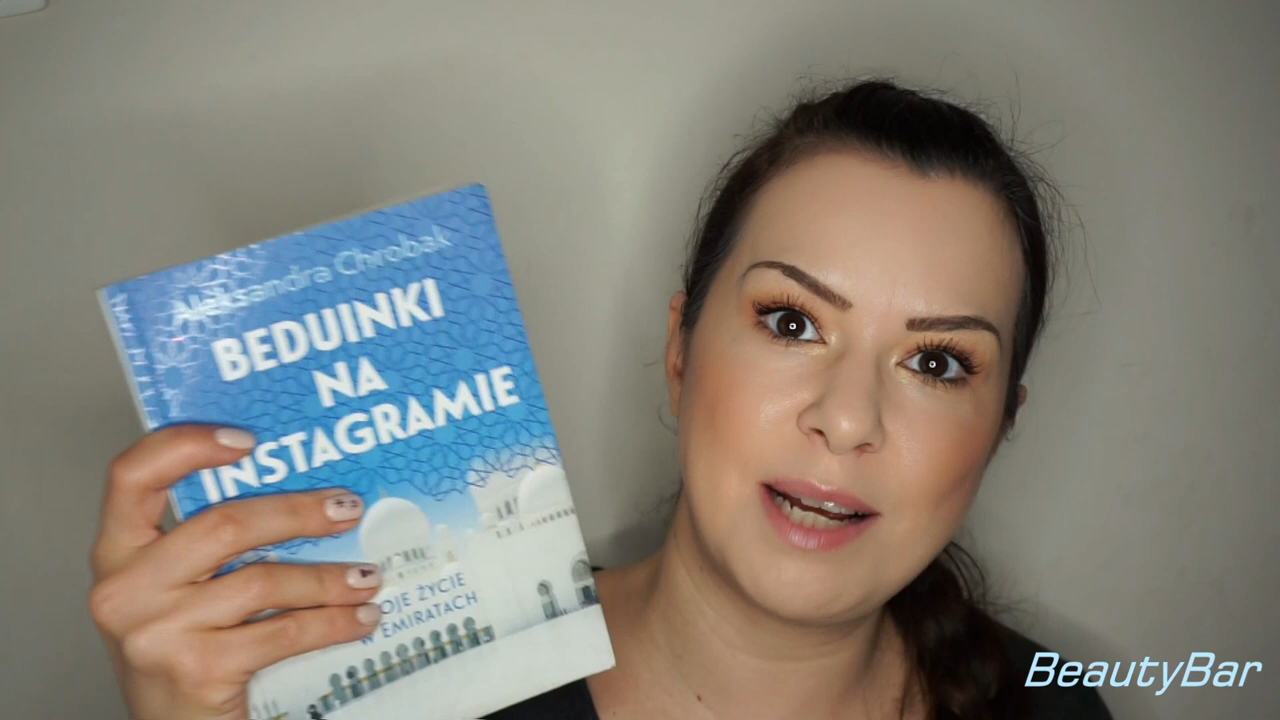 Aleksandra Chrobak
BEDUINKI
NA
INSTAGRAMIE
ŻYCIE
W EMIRATACH
BeautyBar